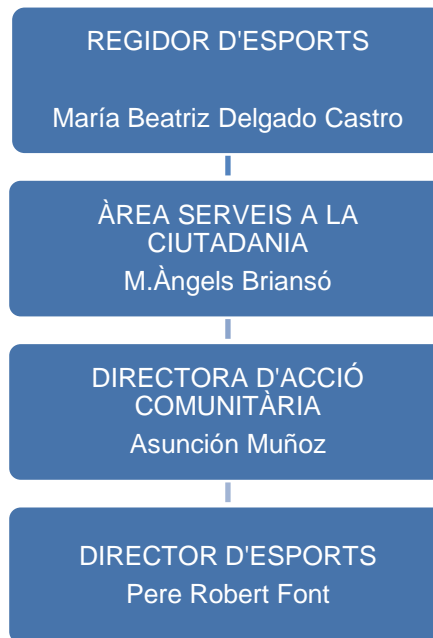 REGIDOR D'ESPORTS
María Beatriz Delgado Castro
ÀREA SERVEIS A LA
CIUTADANIA
M.Àngels Briansó
DIRECTORA D'ACCIÓ
COMUNITÀRIA
Asunción Muñoz
DIRECTOR D'ESPORTS
Pere Robert Font